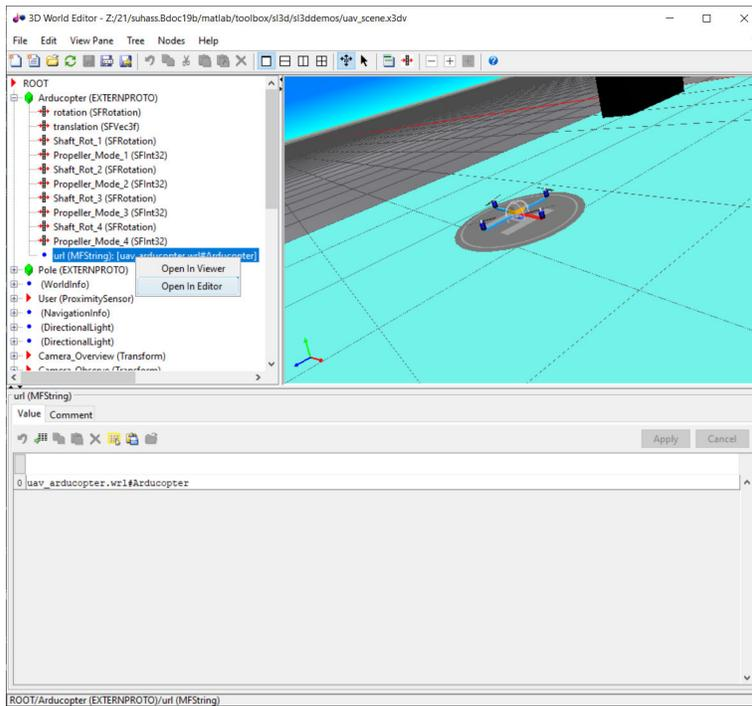 3D World Editor - Z:/21/suhass.Bdoc19b/matlab/toolbox/sl3d/sl3ddemos/uav_scene.x3dv
File Edit View Pane Tree Nodes Help
ROOT
Arducopter (EXTERNPROTO)
rotation (SFRotation)
translation (SFVec3f)
Shaft_Rot_1 (SFRotation)
Propeller_Mode_1 (SFInt32)
Shaft_Rot_2 (SFRotation)
Propeller_Mode_2 (SFInt32)
Shaft_Rot_3 (SFRotation)
Propeller_Mode_3 (SFInt32)
Shaft_Rot_4 (SFRotation)
Propeller_Mode_4 (SFInt32)
url (MFString): [uav_arducopter.wrl#Arducopter]
Pole (EXTERNPROTO)
Open In Viewer
(WorldInfo)
Open In Editor
User (ProximitySensor)
(NavigationInfo)
(DirectionalLight)
(DirectionalLight)
Camera_Overview (Transform)
Camera_Observe (Transform)
url (MFString)
Value Comment
Apply Cancel
0 uav_arducopter.wrl#Arducopter
ROOT/Arducopter (EXTERNPROTO)/url (MFString)